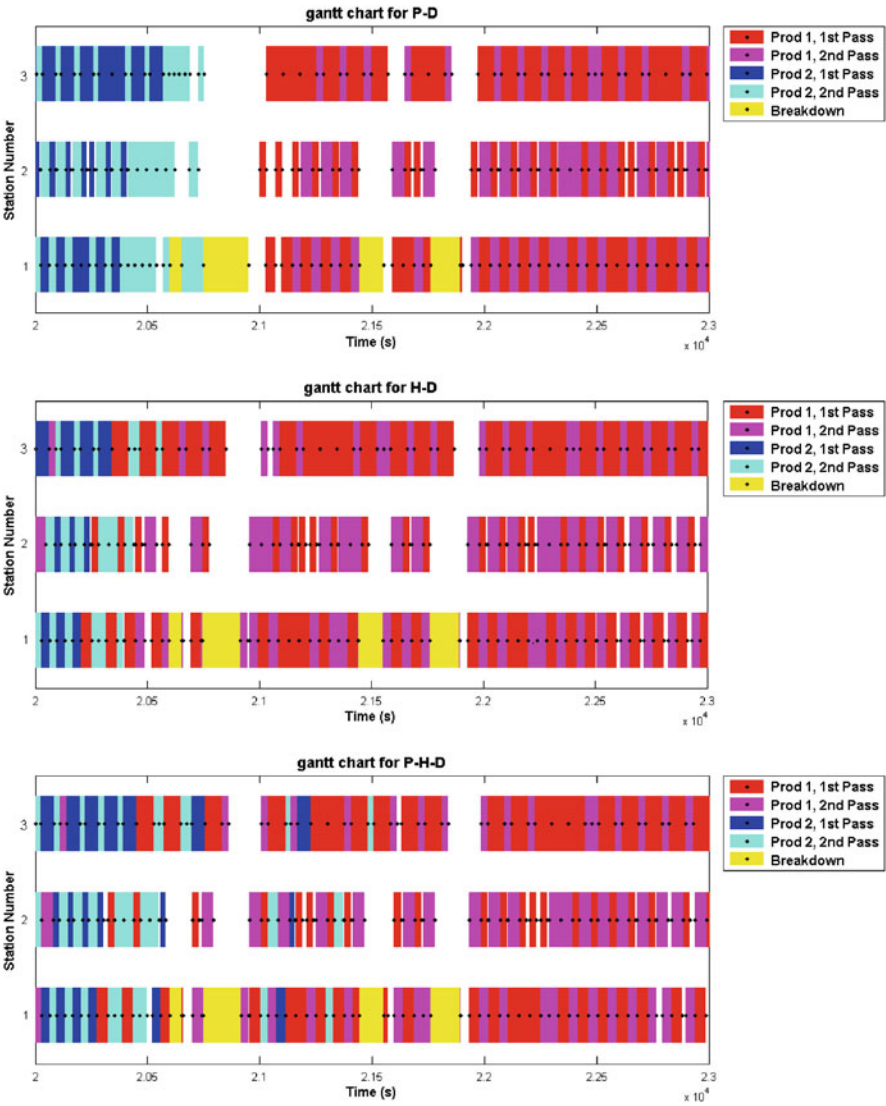 gantt chart for P-D
Station Number
3
2
1
2
2.05
2.1
2.15
2.2
2.25
2.3
Time (s)
x 10⁴
Prod 1, 1st Pass
Prod 1, 2nd Pass
Prod 2, 1st Pass
Prod 2, 2nd Pass
Breakdown
gantt chart for H-D
Station Number
3
2
1
2
2.05
2.1
2.15
2.2
2.25
2.3
Time (s)
x 10⁴
Prod 1, 1st Pass
Prod 1, 2nd Pass
Prod 2, 1st Pass
Prod 2, 2nd Pass
Breakdown
gantt chart for P-H-D
Station Number
3
2
1
2
2.05
2.1
2.15
2.2
2.25
2.3
Time (s)
x 10⁴
Prod 1, 1st Pass
Prod 1, 2nd Pass
Prod 2, 1st Pass
Prod 2, 2nd Pass
Breakdown